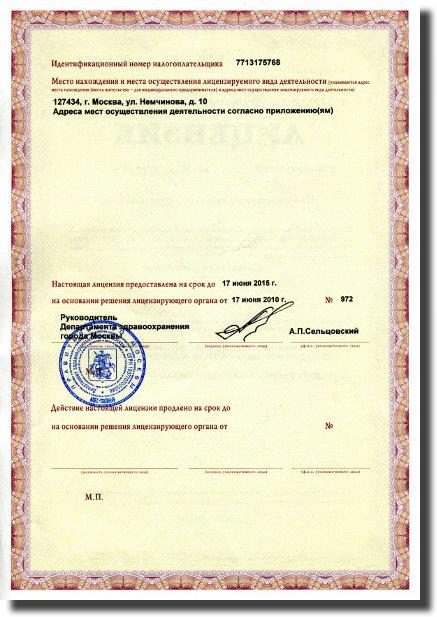 Идентификационный номер налогоплательщика 7713175768
Место нахождения и места осуществления лицензируемого вида деятельности (указываются адрес
места нахождения (места жительства – для индивидуального предпринимателя) и адреса мест осуществления лицензируемого вида деятельности)
127434, г. Москва, ул. Немчинова, д. 10
Адреса мест осуществления деятельности согласно приложению(ям)
Настоящая лицензия предоставлена на срок до 17 июня 2015 г.
на основании решения лицензирующего органа от 17 июня 2010 г. № 972
Руководитель
Департамента здравоохранения
города Москвы
А.П.Сельцовский
(должность уполномоченного лица) (подпись уполномоченного лица) (ф.и.о. уполномоченного лица)
М.П.
Действие настоящей лицензии продлено на срок до
на основании решения лицензирующего органа от №
(должность уполномоченного лица) (подпись уполномоченного лица) (ф.и.о. уполномоченного лица)
М.П.